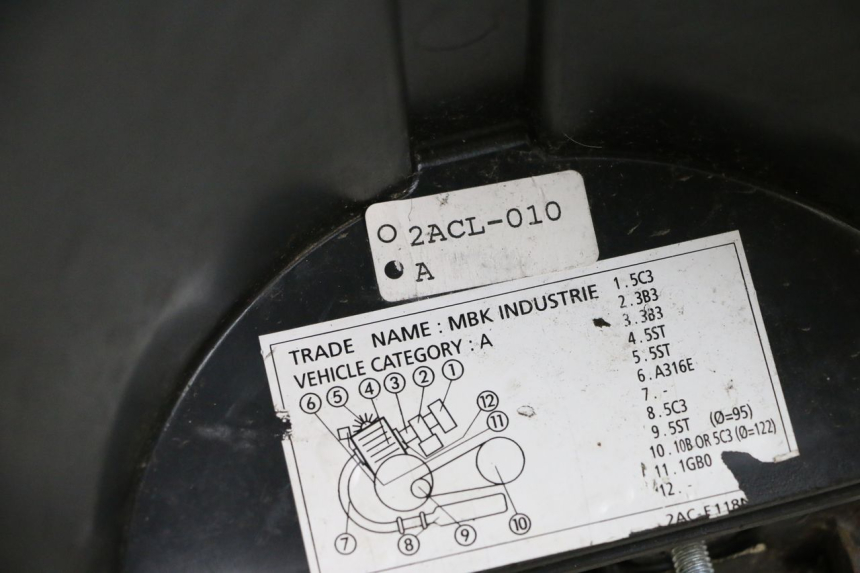 2ACL-010
A
TRADE NAME : MBK INDUSTRIE
VEHICLE CATEGORY : A
1.5C3
2.3B3
3.3B3
4.5ST
5.5ST
6.A316E
7.-
8.5C3
9.5ST (Ø=95)
10.10B OR 5C3 (Ø=122)
11.1GB0
12.-
6 5 4 3 2 1
12
11
7 8 9 10